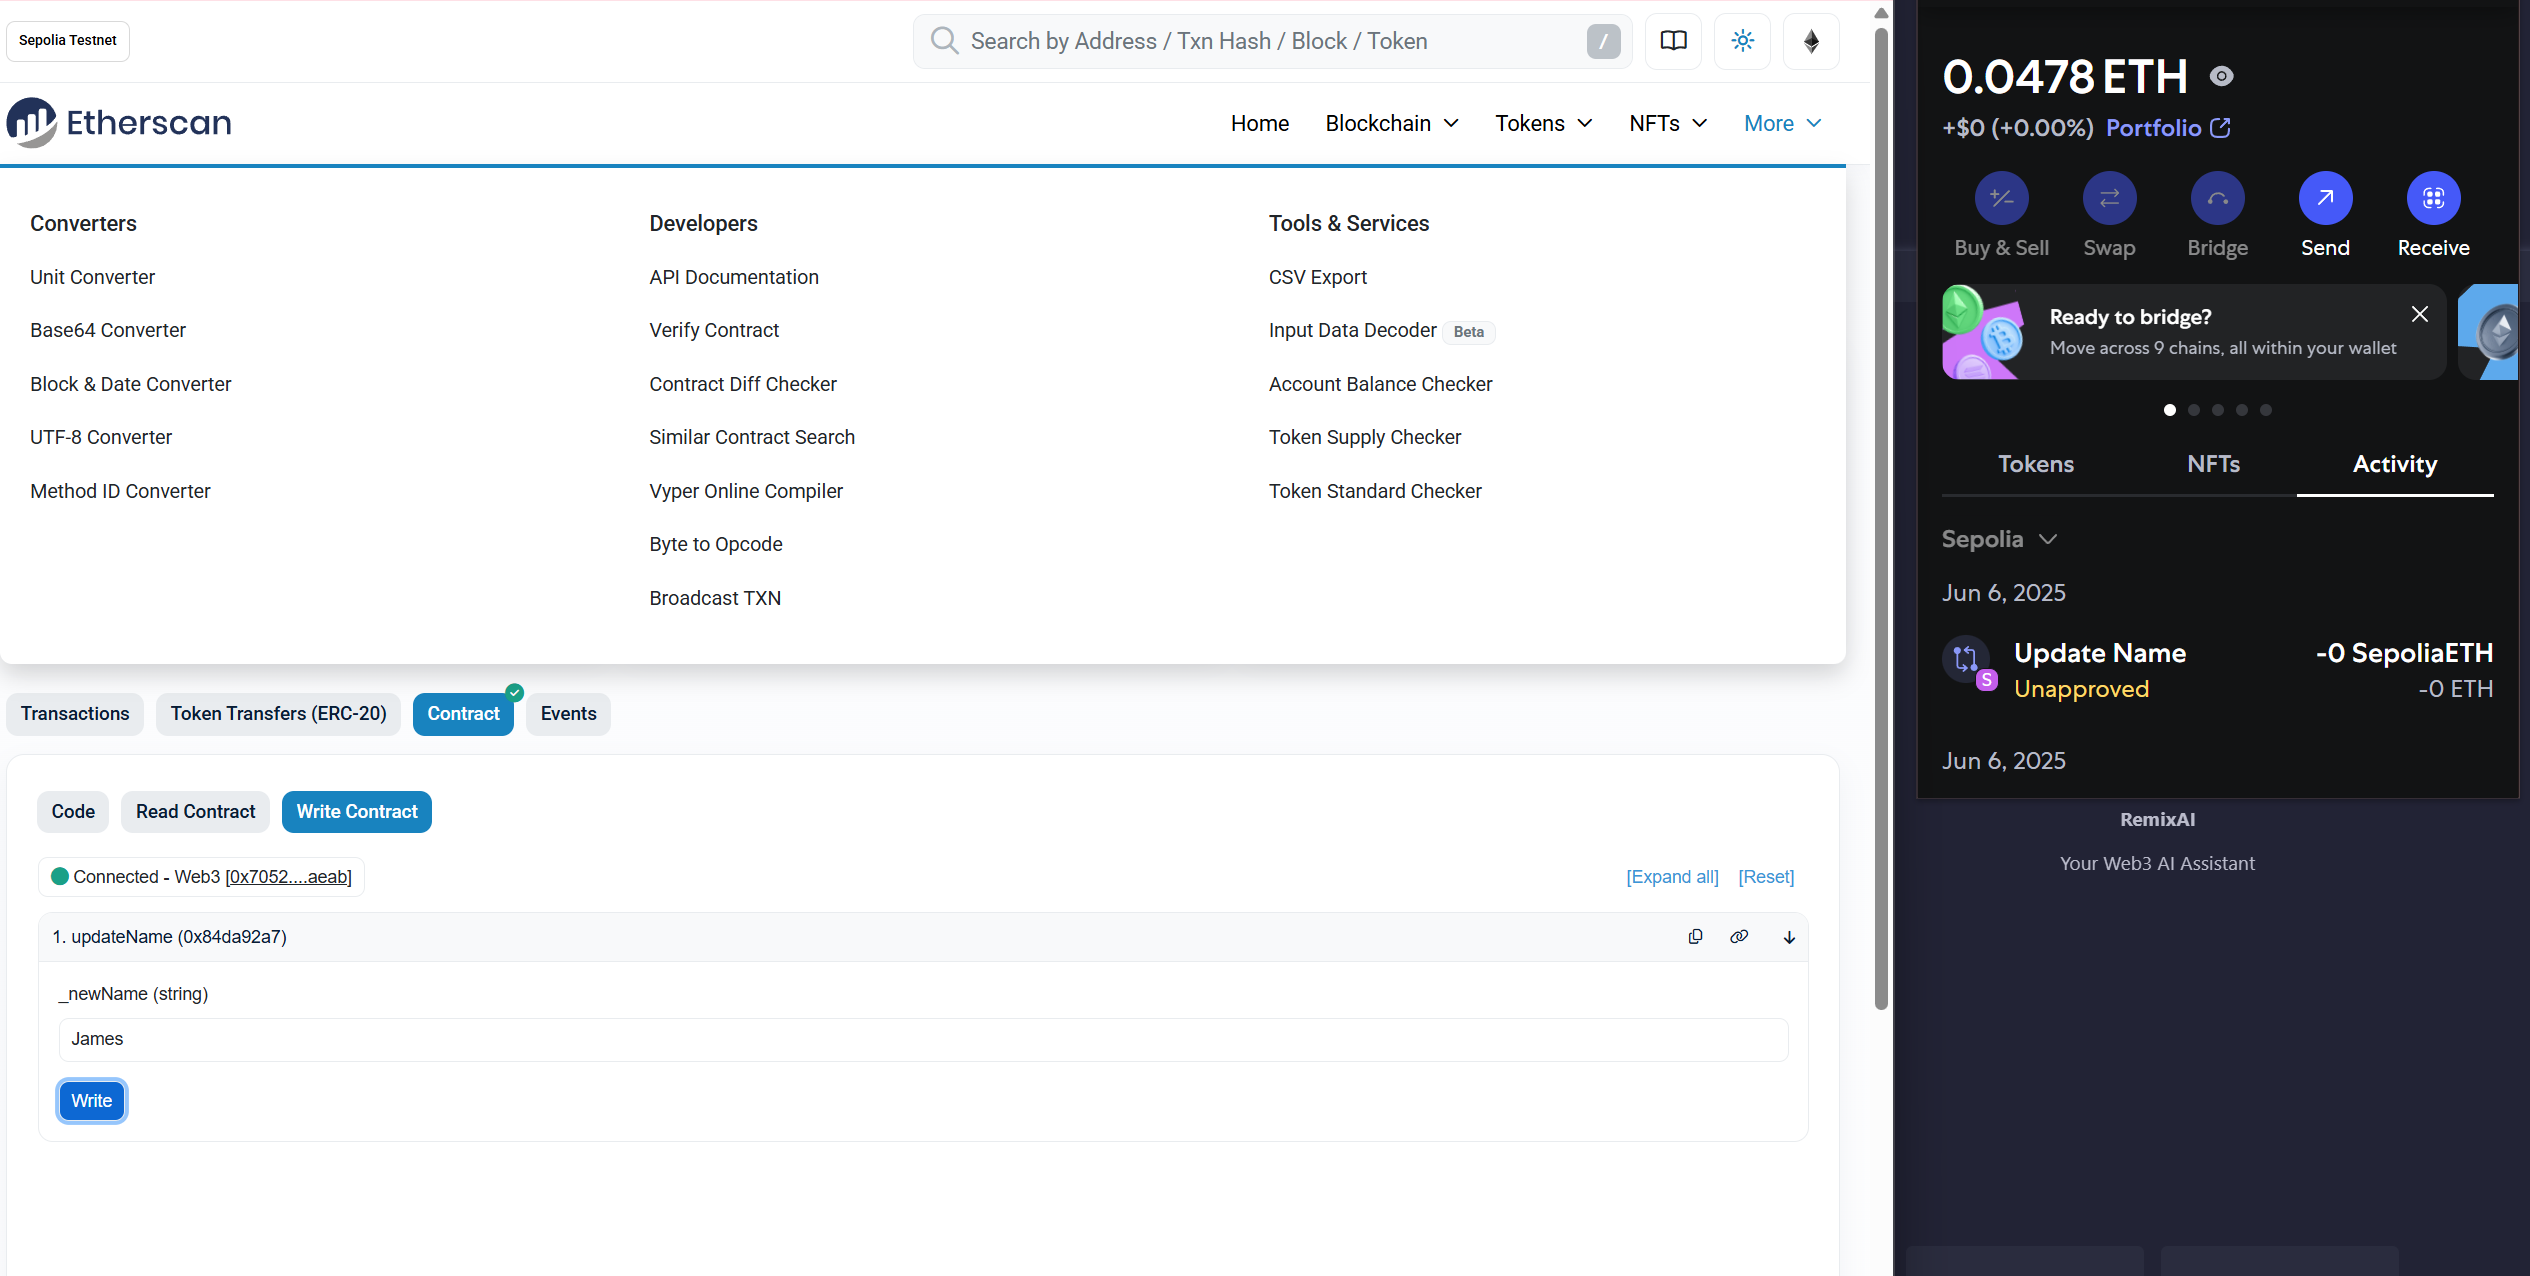 Sepolia Testnet
Search by Address / Txn Hash / Block / Token
/
Etherscan
Home
Blockchain
Tokens
NFTs
More
Converters
Unit Converter
Base64 Converter
Block & Date Converter
UTF-8 Converter
Method ID Converter
Developers
API Documentation
Verify Contract
Contract Diff Checker
Similar Contract Search
Vyper Online Compiler
Byte to Opcode
Broadcast TXN
Tools & Services
CSV Export
Input Data Decoder Beta
Account Balance Checker
Token Supply Checker
Token Standard Checker
Transactions
Token Transfers (ERC-20)
Contract
Events
Code
Read Contract
Write Contract
Connected - Web3 [0x7052....aeab]
[Expand all] [Reset]
1. updateName (0x84da92a7)
_newName (string)
James
Write
0.0478 ETH
+$0 (+0.00%) Portfolio
Buy & Sell
Swap
Bridge
Send
Receive
Ready to bridge?
Move across 9 chains, all within your wallet
Tokens
NFTs
Activity
Sepolia
Jun 6, 2025
S
Update Name
-0 SepoliaETH
Unapproved
-0 ETH
Jun 6, 2025
RemixAI
Your Web3 AI Assistant